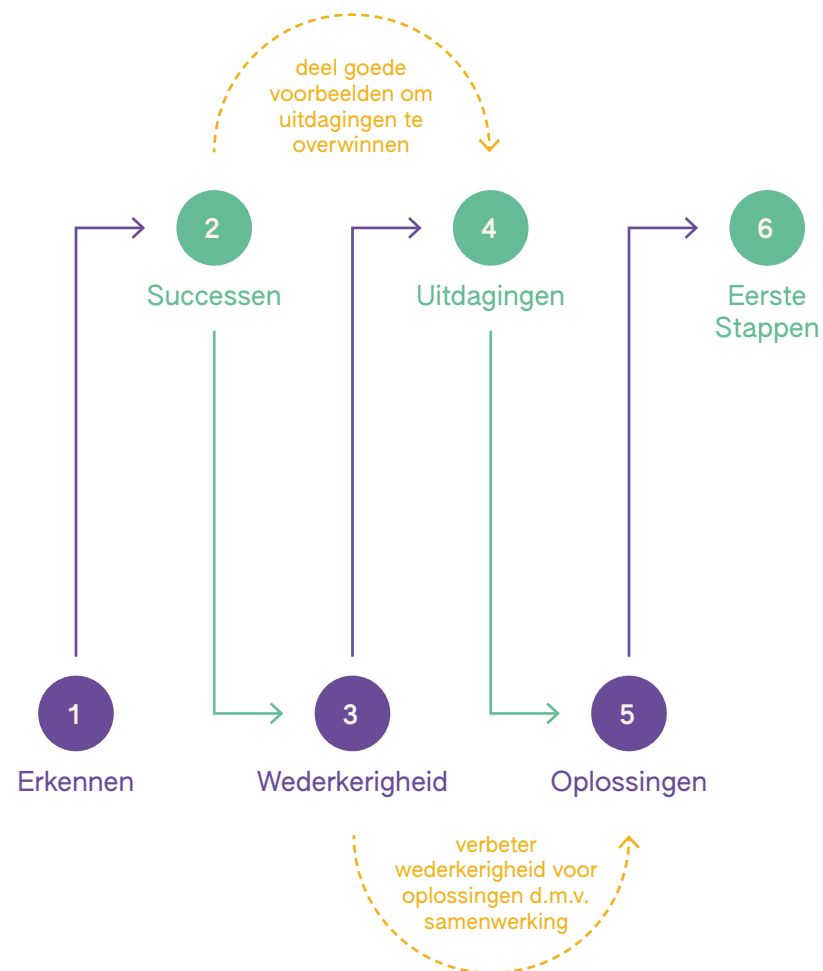 deel goede
voorbeelden om
uitdagingen te
overwinnen
2
4
6
Successen
Uitdagingen
Eerste
Stappen
1
3
5
Erkennen
Wederkerigheid
Oplossingen
verbeter
wederkerigheid voor
oplossingen d.m.v.
samenwerking